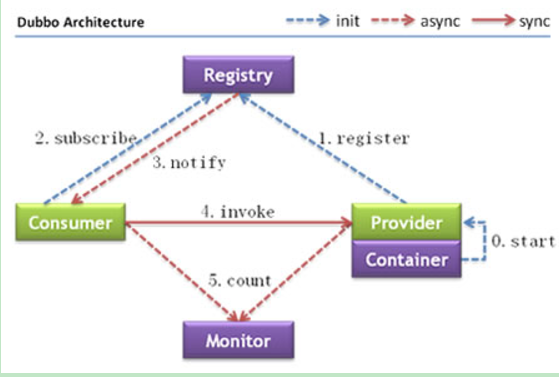 Dubbo Architecture
init
async
sync
Registry
2. subscribe
1. register
3. notify
Consumer
4. invoke
Provider
Container
0. start
5. count
Monitor